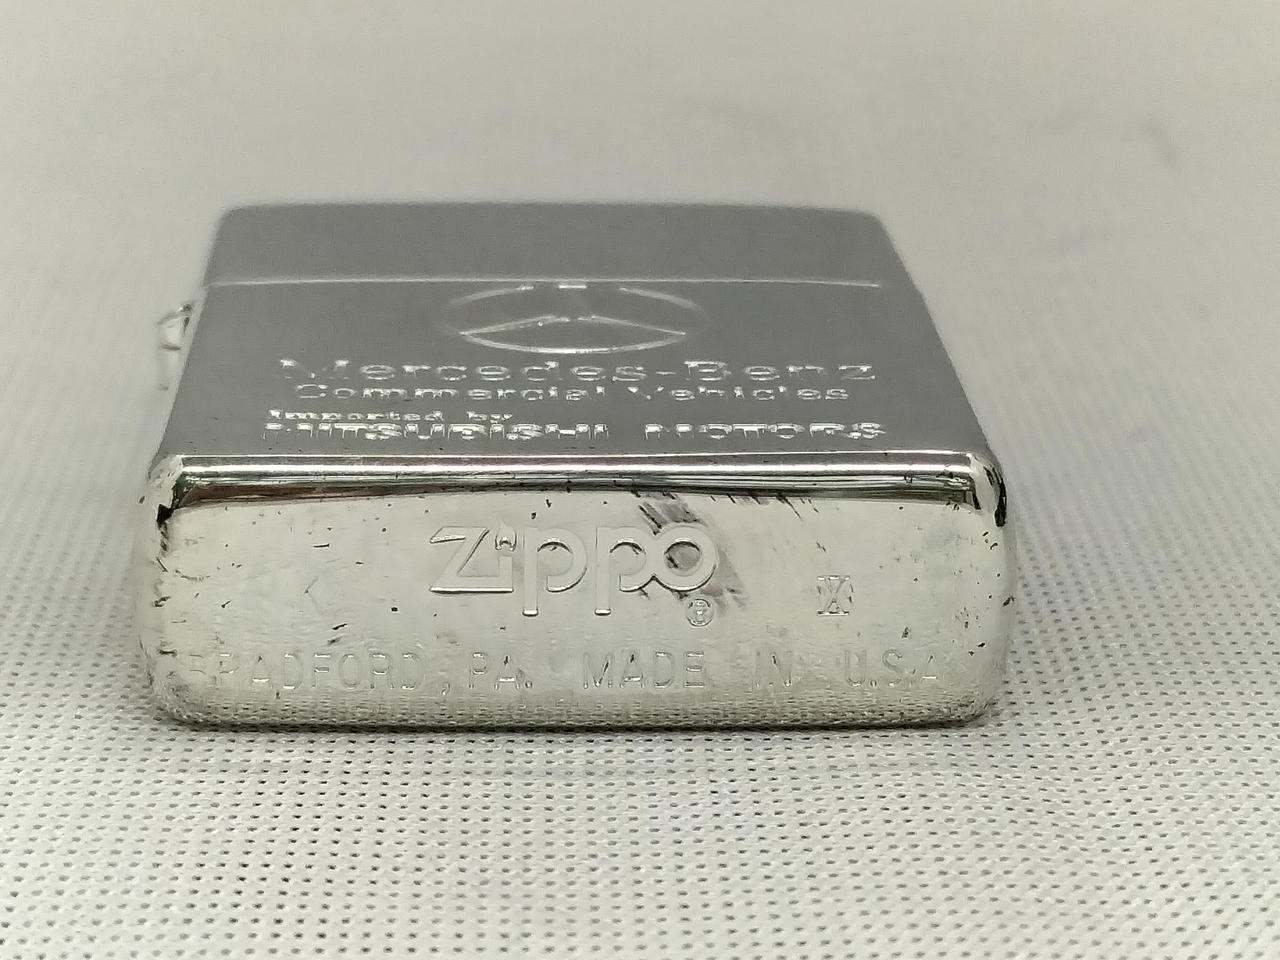 Mercedes-Benz
Commercial Vehicles
Imported by
MITSUBISHI MOTORS
Zippo®
X
BRADFORD, PA. MADE IN U.S.A